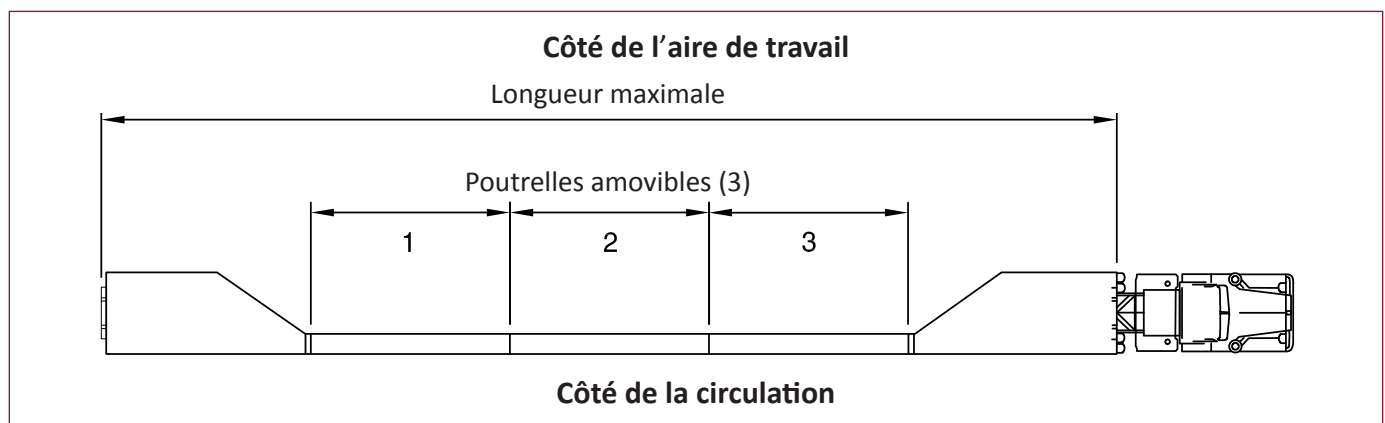 Côté de l'aire de travail
Longueur maximale
Poutrelles amovibles (3)
1 2 3
Côté de la circulation